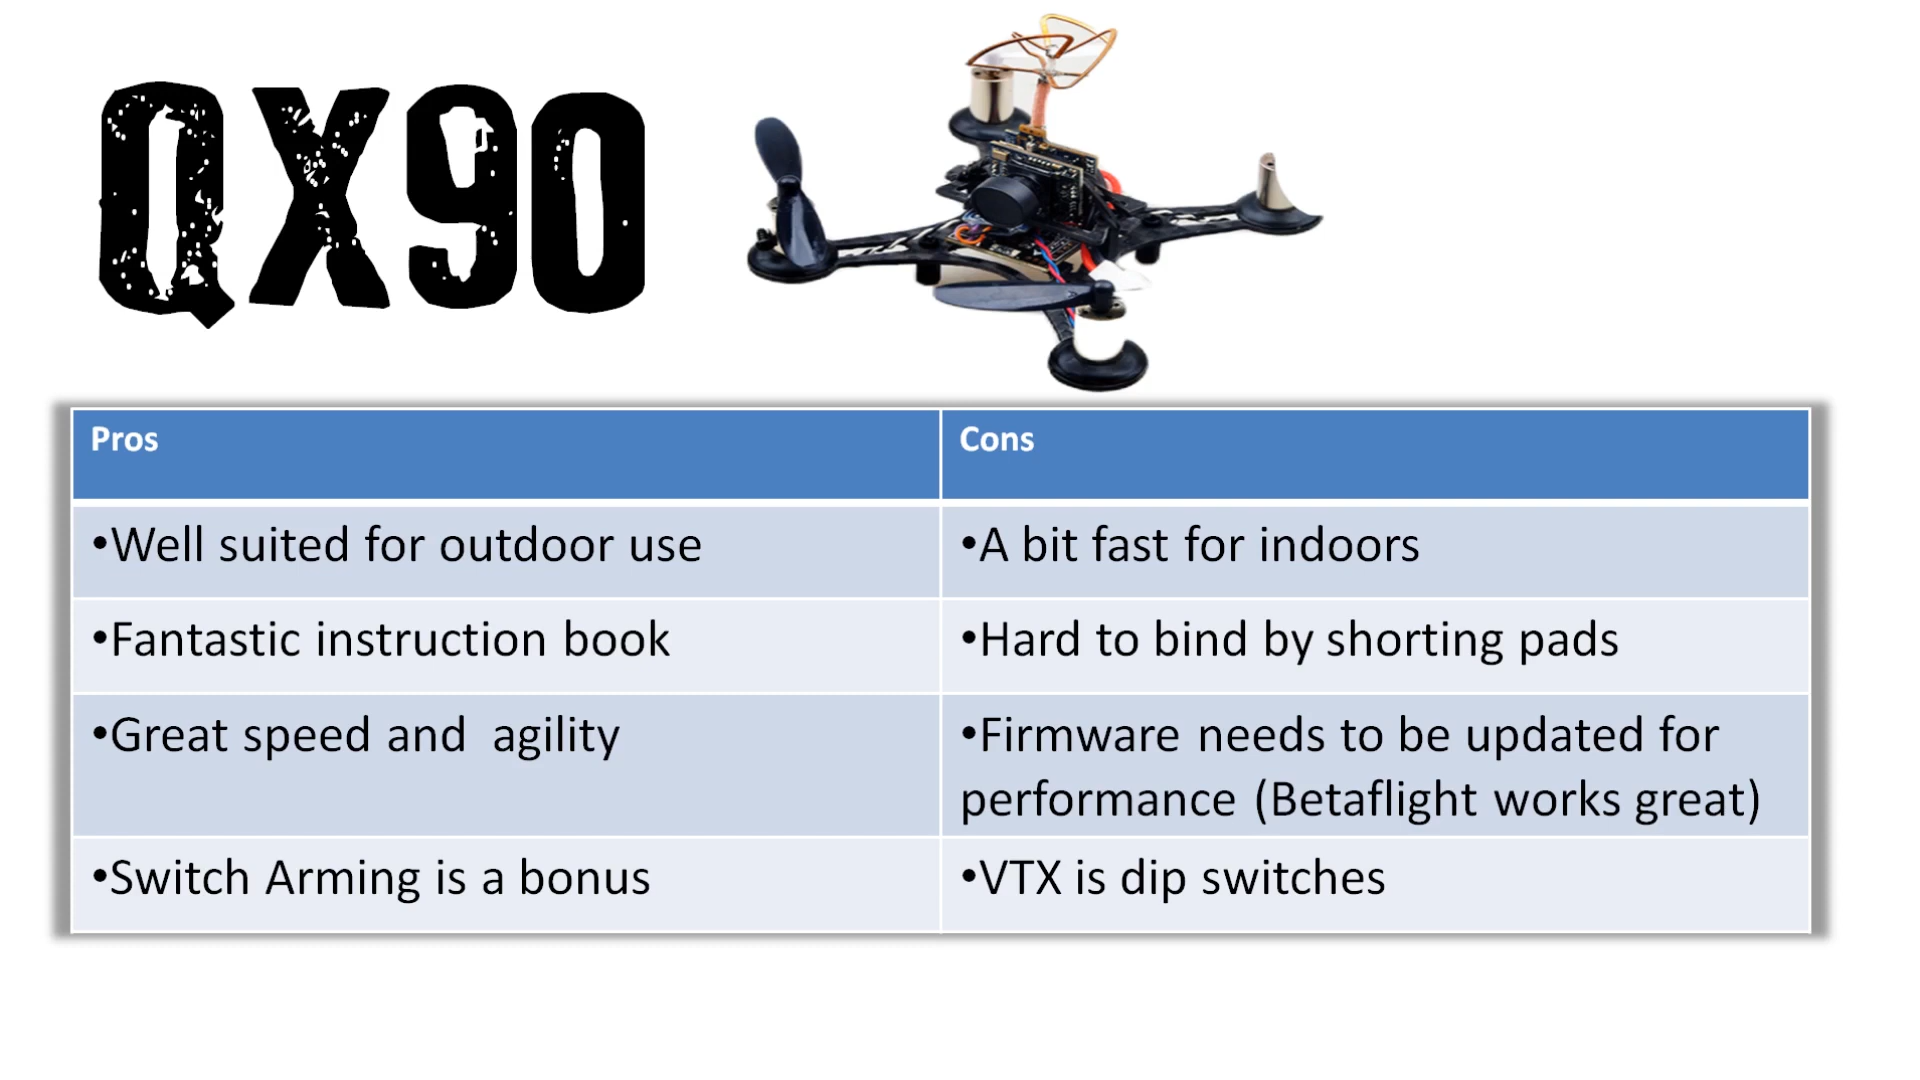 QX90
Pros
Cons
•Well suited for outdoor use
•A bit fast for indoors
•Fantastic instruction book
•Hard to bind by shorting pads
•Great speed and  agility
•Firmware needs to be updated for
performance (Betaflight works great)
•Switch Arming is a bonus
•VTX is dip switches